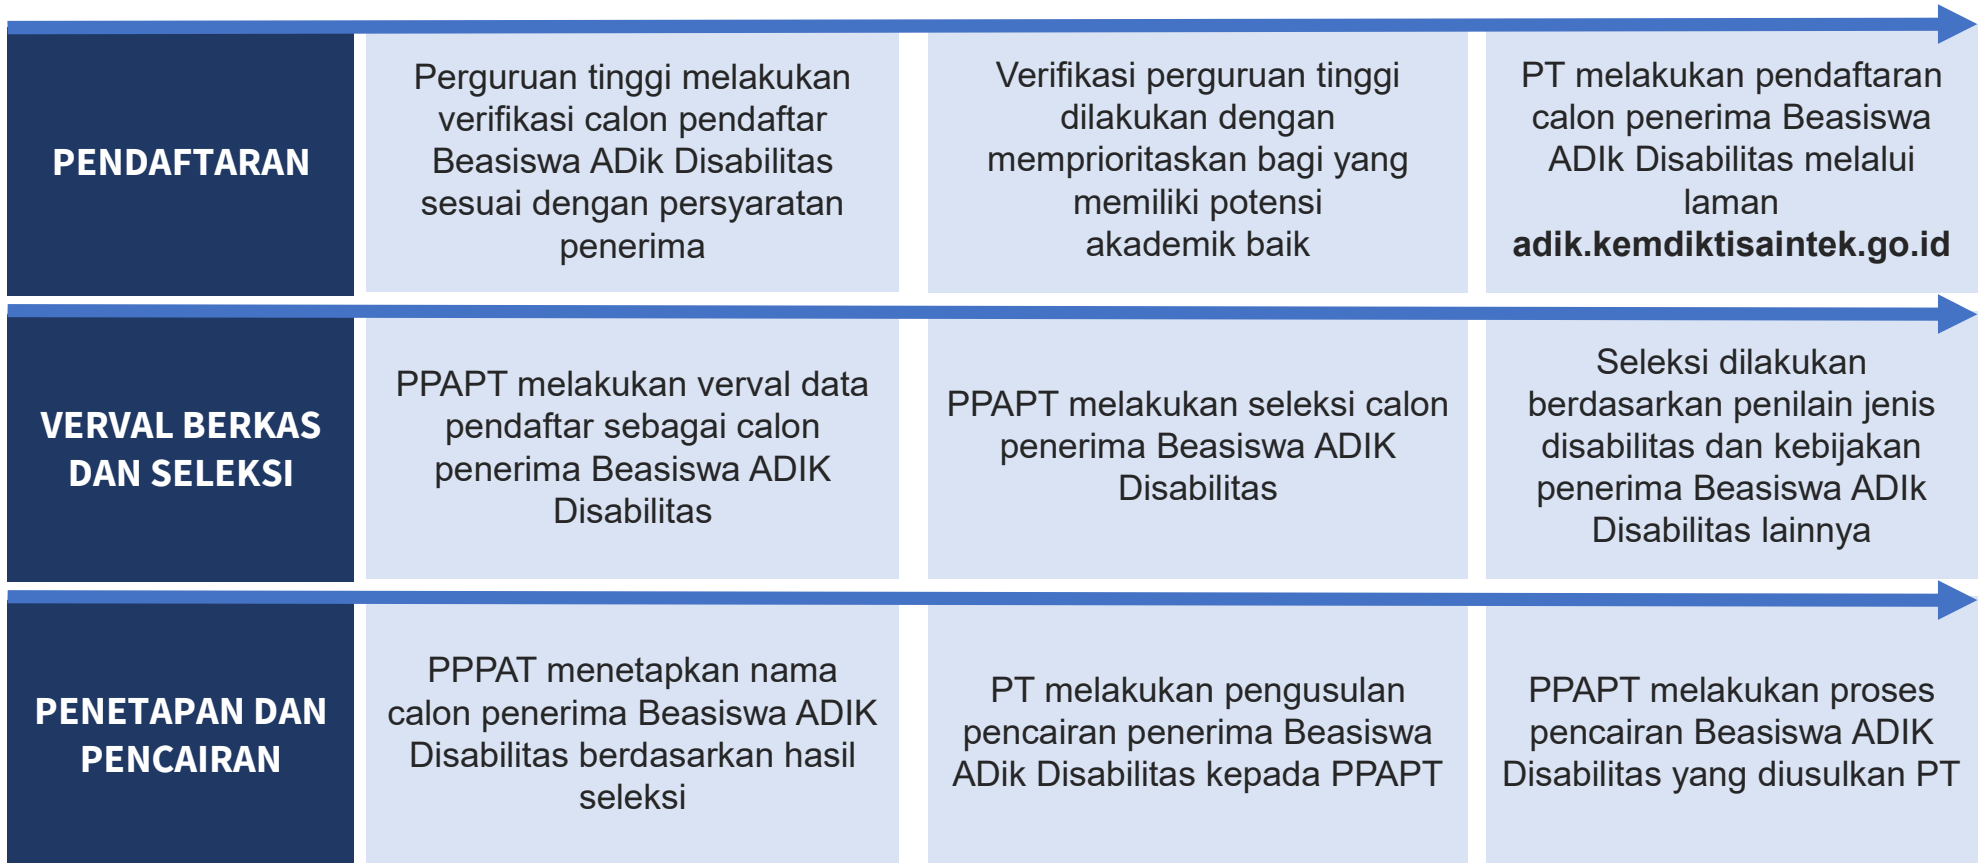 PENDAFTARAN
Perguruan tinggi melakukan
verifikasi calon pendaftar
Beasiswa ADik Disabilitas
sesuai dengan persyaratan
penerima
Verifikasi perguruan tinggi
dilakukan dengan
memprioritaskan bagi yang
memiliki potensi
akademik baik
PT melakukan pendaftaran
calon penerima Beasiswa
ADIk Disabilitas melalui
laman
adik.kemdiktisaintek.go.id
VERVAL BERKAS
DAN SELEKSI
PPAPT melakukan verval data
pendaftar sebagai calon
penerima Beasiswa ADIK
Disabilitas
PPAPT melakukan seleksi calon
penerima Beasiswa ADIK
Disabilitas
Seleksi dilakukan
berdasarkan penilain jenis
disabilitas dan kebijakan
penerima Beasiswa ADIk
Disabilitas lainnya
PENETAPAN DAN
PENCAIRAN
PPPAT menetapkan nama
calon penerima Beasiswa ADIK
Disabilitas berdasarkan hasil
seleksi
PT melakukan pengusulan
pencairan penerima Beasiswa
ADik Disabilitas kepada PPAPT
PPAPT melakukan proses
pencairan Beasiswa ADIK
Disabilitas yang diusulkan PT